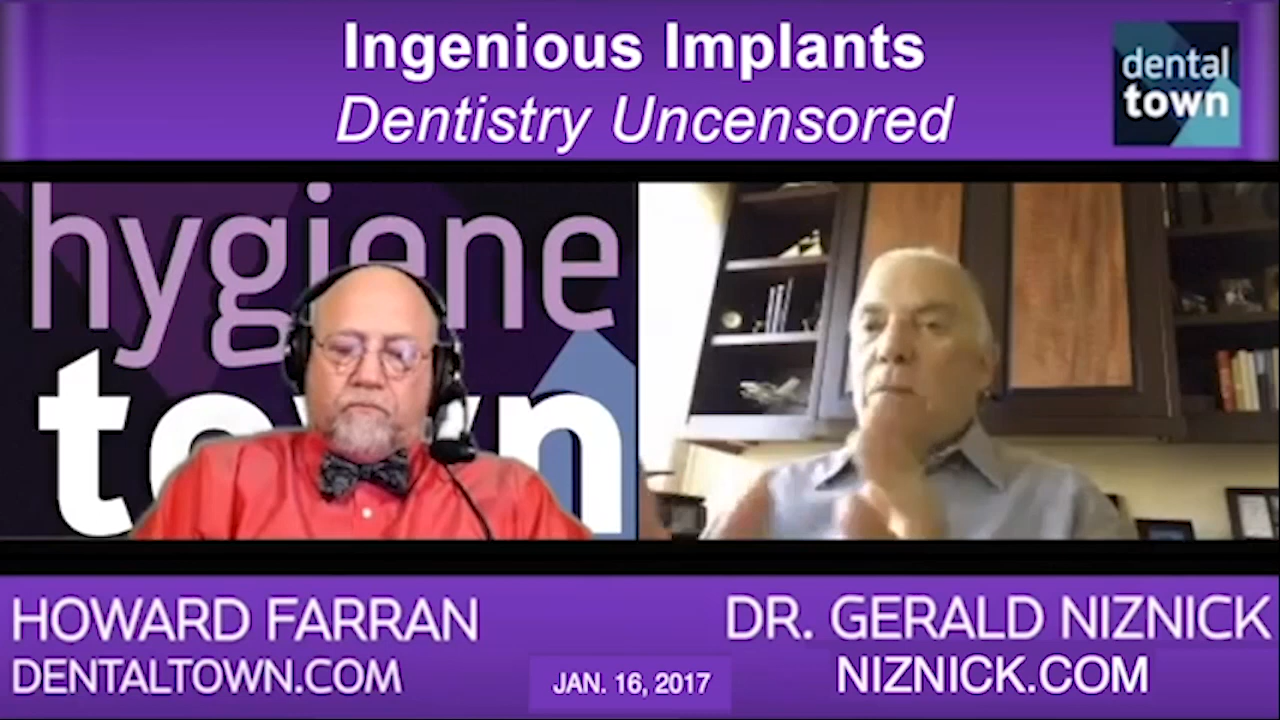 Ingenious Implants
Dentistry Uncensored
dental
town
hygiene
town
HOWARD FARRAN
DENTALTOWN.COM
JAN. 16, 2017
DR. GERALD NIZNICK
NIZNICK.COM